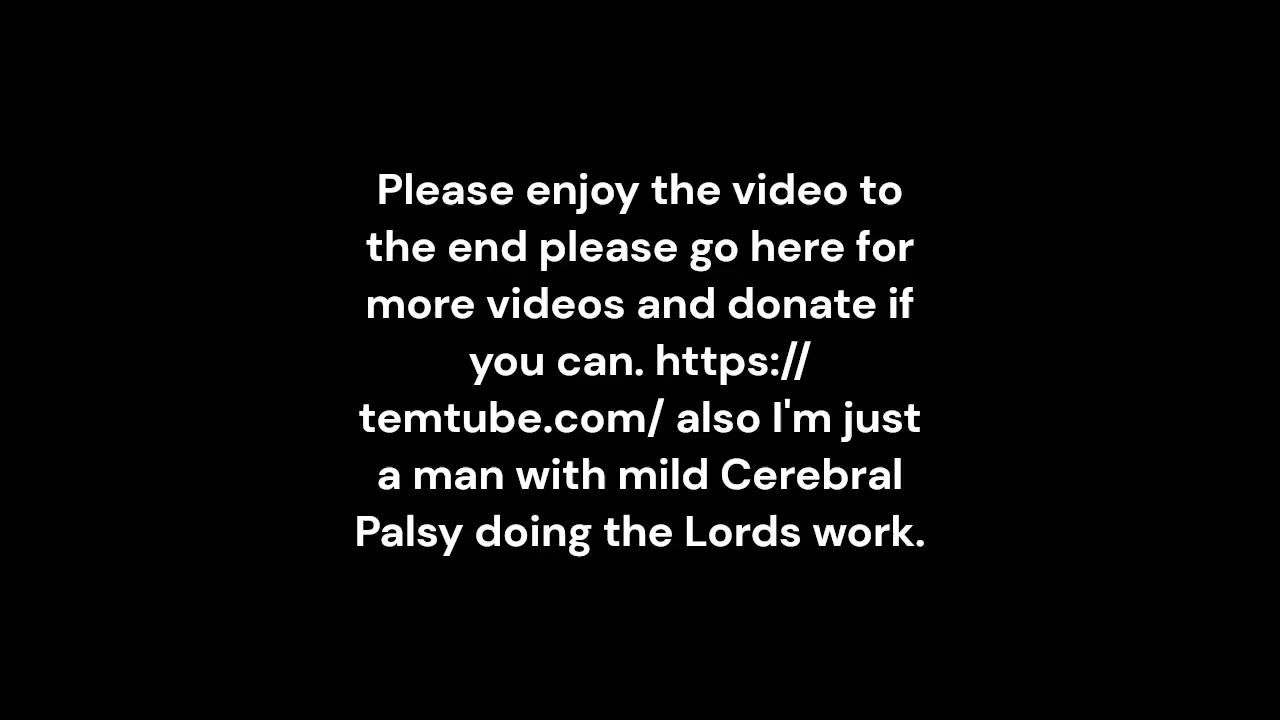 Please enjoy the video to
the end please go here for
more videos and donate if
you can. https://
temtube.com/ also I'm just
a man with mild Cerebral
Palsy doing the Lords work.